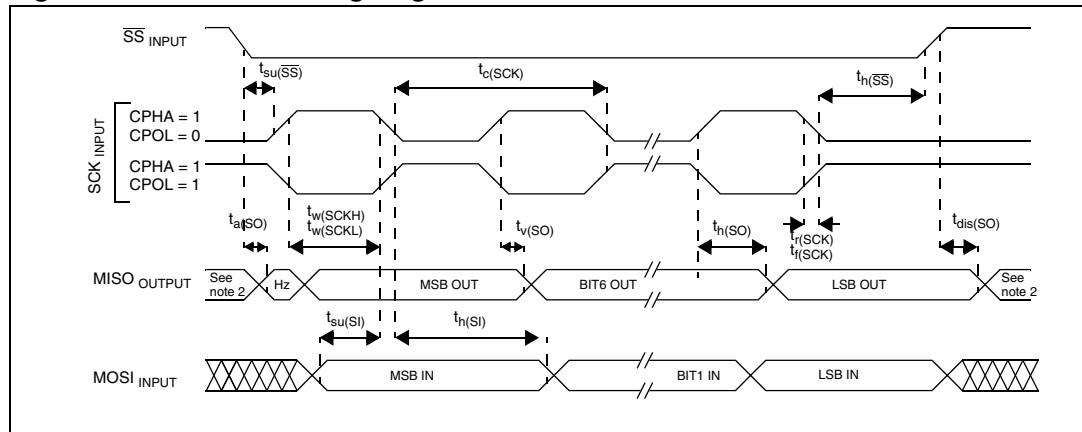 SS INPUT
tsu(SS)
tc(SCK)
th(SS)
SCK INPUT
CPHA = 1
CPOL = 0
CPHA = 1
CPOL = 1
ta(SO)
tw(SCKH)
tw(SCKL)
tv(SO)
th(SO)
tr(SCK)
tf(SCK)
tdis(SO)
MISO OUTPUT
See note 2
Hz
MSB OUT
BIT6 OUT
LSB OUT
See note 2
tsu(SI)
th(SI)
MOSI INPUT
MSB IN
BIT1 IN
LSB IN